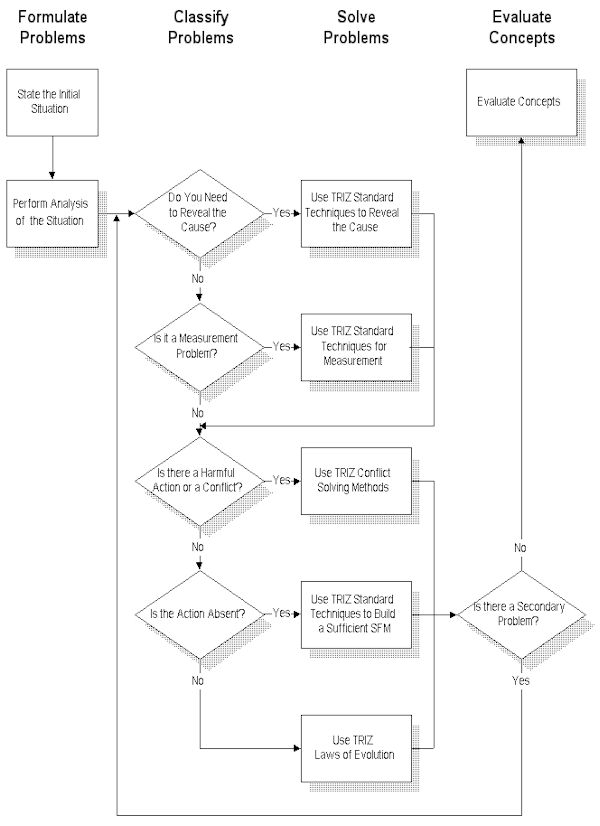 Formulate
Problems
Classify
Problems
Solve
Problems
Evaluate
Concepts
State the Initial
Situation
Evaluate Concepts
Perform Analysis
of the Situation
Do You Need
to Reveal the
Cause?
Yes
Use TRIZ Standard
Techniques to Reveal
the Cause
No
Is it a Measurement
Problem?
Yes
Use TRIZ Standard
Techniques for
Measurement
No
Is there a Harmful
Action or a Conflict?
Yes
Use TRIZ Conflict
Solving Methods
No
No
Is the Action Absent?
Yes
Use TRIZ Standard
Techniques to Build
a Sufficient SFM
Is there a Secondary
Problem?
No
Yes
Use TRIZ
Laws of Evolution